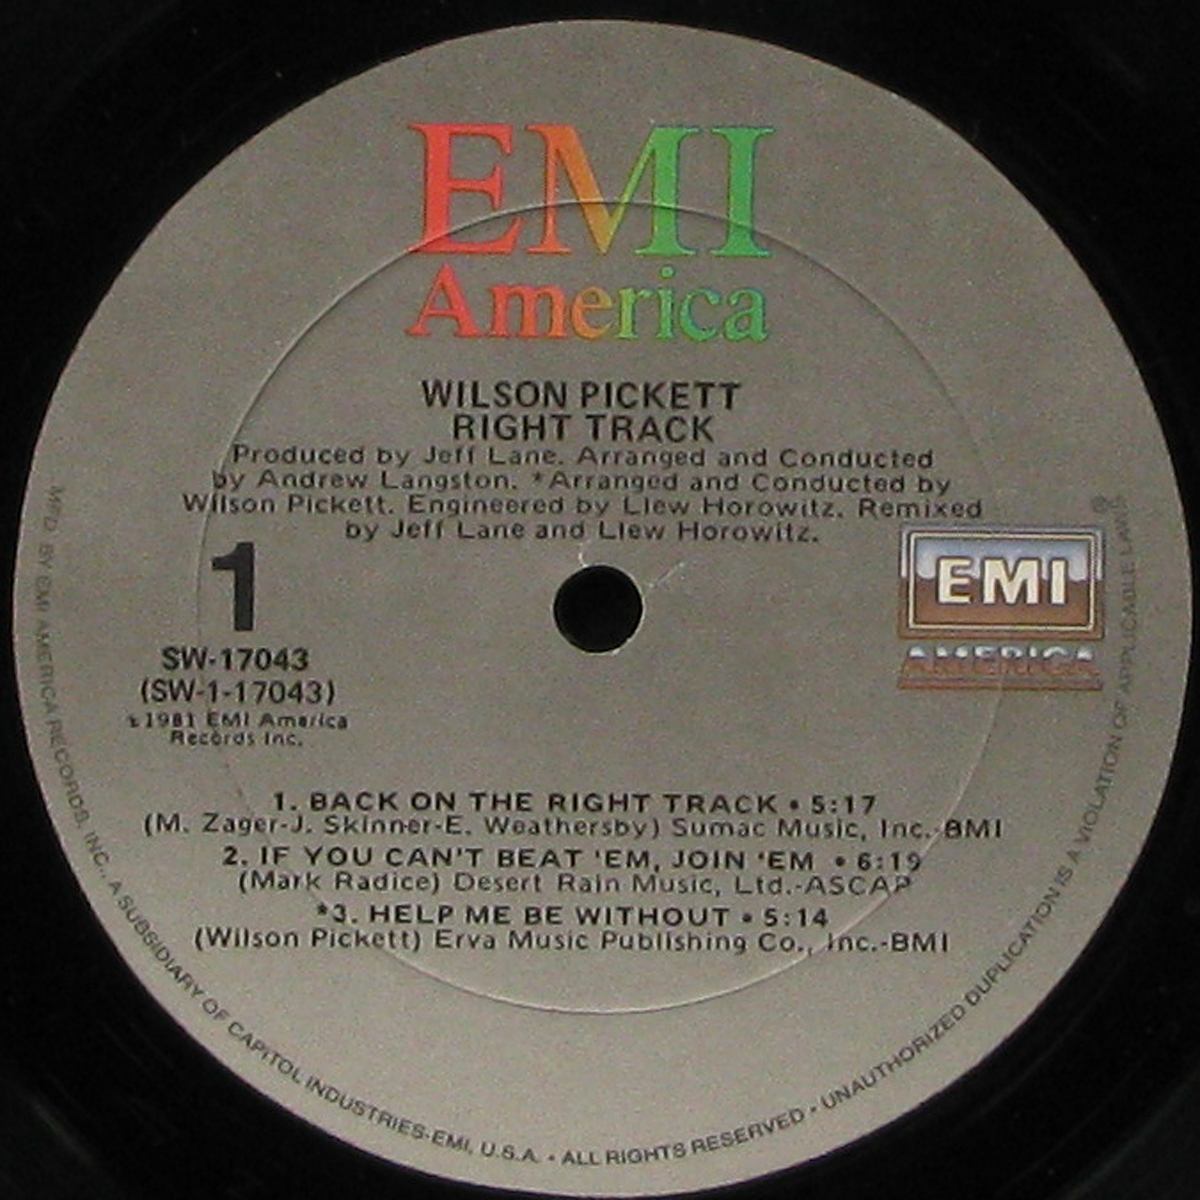 EMI
America
WILSON PICKETT
RIGHT TRACK
Produced by Jeff Lane. Arranged and Conducted
by Andrew Langston. *Arranged and Conducted by
Wilson Pickett. Engineered by Llew Horowitz. Remixed
by Jeff Lane and Llew Horowitz.
1
SW-17043
(SW-1-17043)
℗1981 EMI America
Records Inc.
EMI
AMERICA
®
1. BACK ON THE RIGHT TRACK • 5:17
(M. Zager-J. Skinner-E. Weathersby) Sumac Music, Inc.-BMI
2. IF YOU CAN'T BEAT 'EM, JOIN 'EM • 6:19
(Mark Radice) Desert Rain Music, Ltd.-ASCAP
*3. HELP ME BE WITHOUT • 5:14
(Wilson Pickett) Erva Music Publishing Co., Inc.-BMI
MFD. BY EMI AMERICA RECORDS, INC., A SUBSIDIARY OF CAPITOL INDUSTRIES-EMI, U.S.A. • ALL RIGHTS RESERVED • UNAUTHORIZED DUPLICATION IS A VIOLATION OF APPLICABLE LAWS